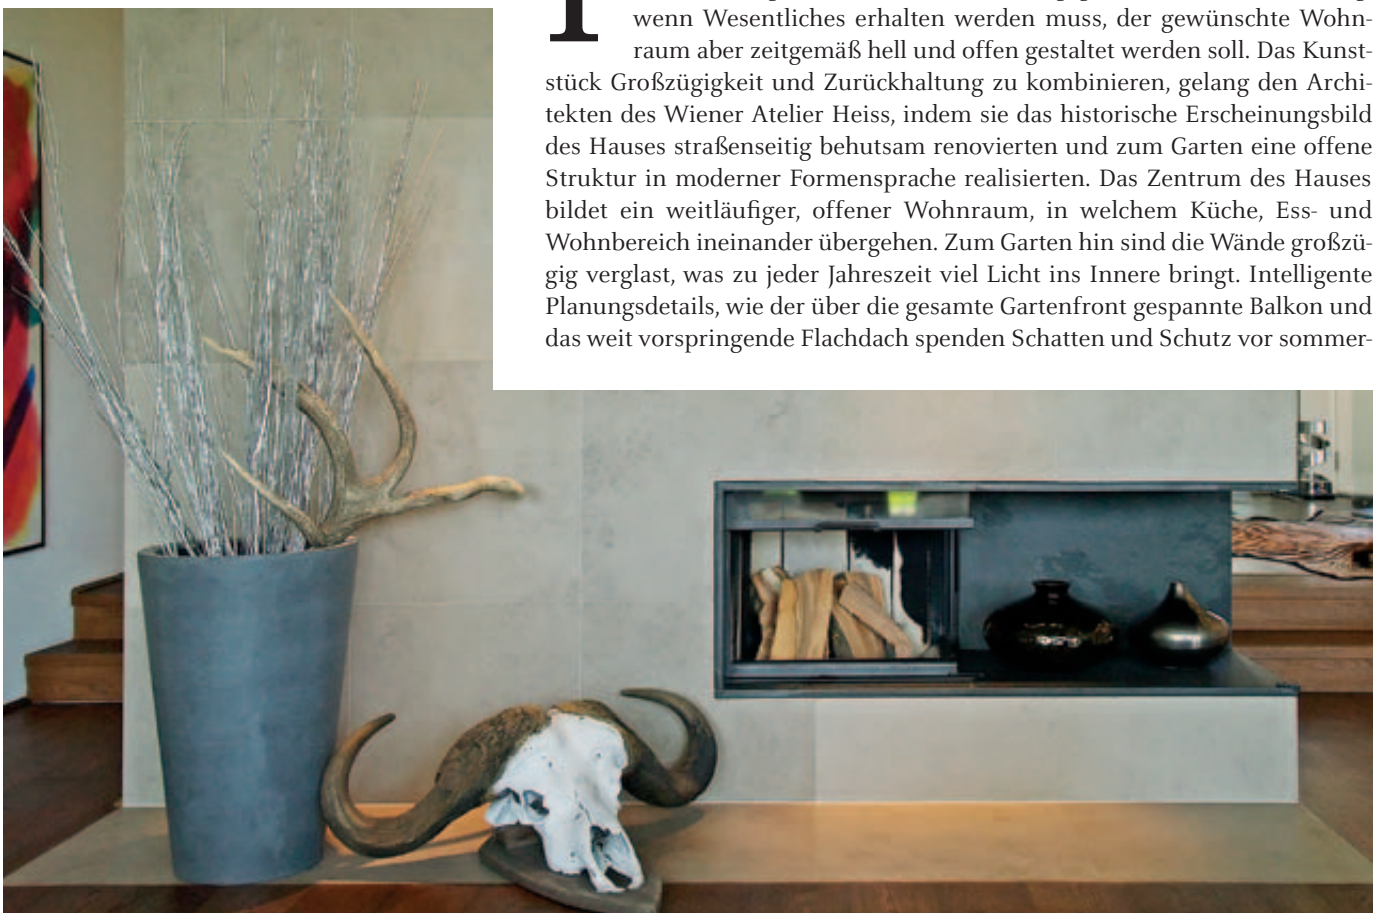 wenn Wesentliches erhalten werden muss, der gewünschte Wohn-
raum aber zeitgemäß hell und offen gestaltet werden soll. Das Kunst-
stück Großzügigkeit und Zurückhaltung zu kombinieren, gelang den Archi-
tekten des Wiener Atelier Heiss, indem sie das historische Erscheinungsbild
des Hauses straßenseitig behutsam renovierten und zum Garten eine offene
Struktur in moderner Formensprache realisierten. Das Zentrum des Hauses
bildet ein weitläufiger, offener Wohnraum, in welchem Küche, Ess- und
Wohnbereich ineinander übergehen. Zum Garten hin sind die Wände großzü-
gig verglast, was zu jeder Jahreszeit viel Licht ins Innere bringt. Intelligente
Planungsdetails, wie der über die gesamte Gartenfront gespannte Balkon und
das weit vorspringende Flachdach spenden Schatten und Schutz vor sommer-